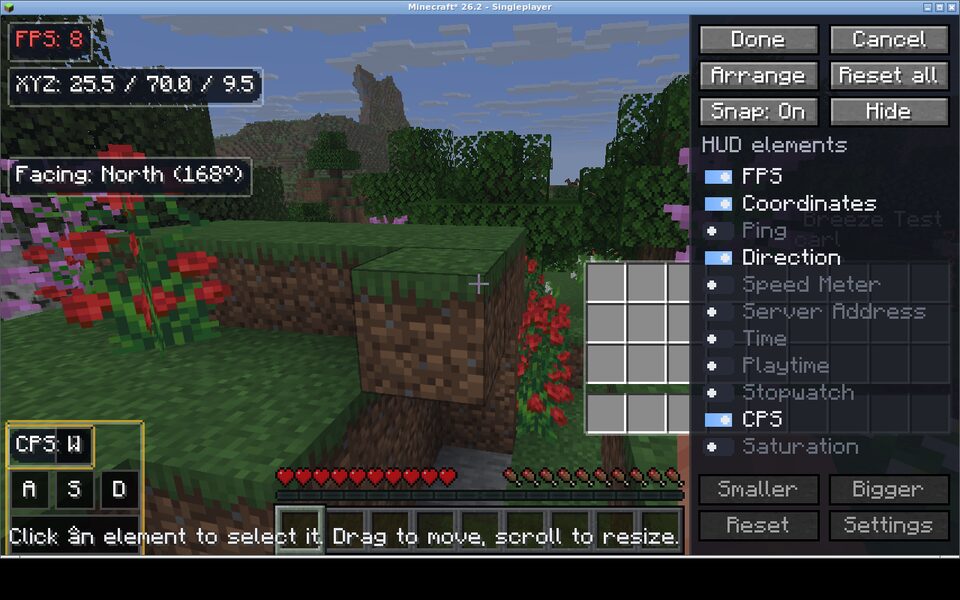 Minecraft* 26.2 - Singleplayer
FPS: 8
XYZ: 25.5 / 70.0 / 9.5
Facing: North (168°)
CPS: W
A S D
Click an element to select it. Drag to move, scroll to resize.
Done Cancel
Arrange Reset all
Snap: On Hide
HUD elements
FPS
Coordinates
Breeze Test
Ping
Direction
Speed Meter
Server Address
Time
Playtime
Stopwatch
CPS
Saturation
Smaller Bigger
Reset Settings